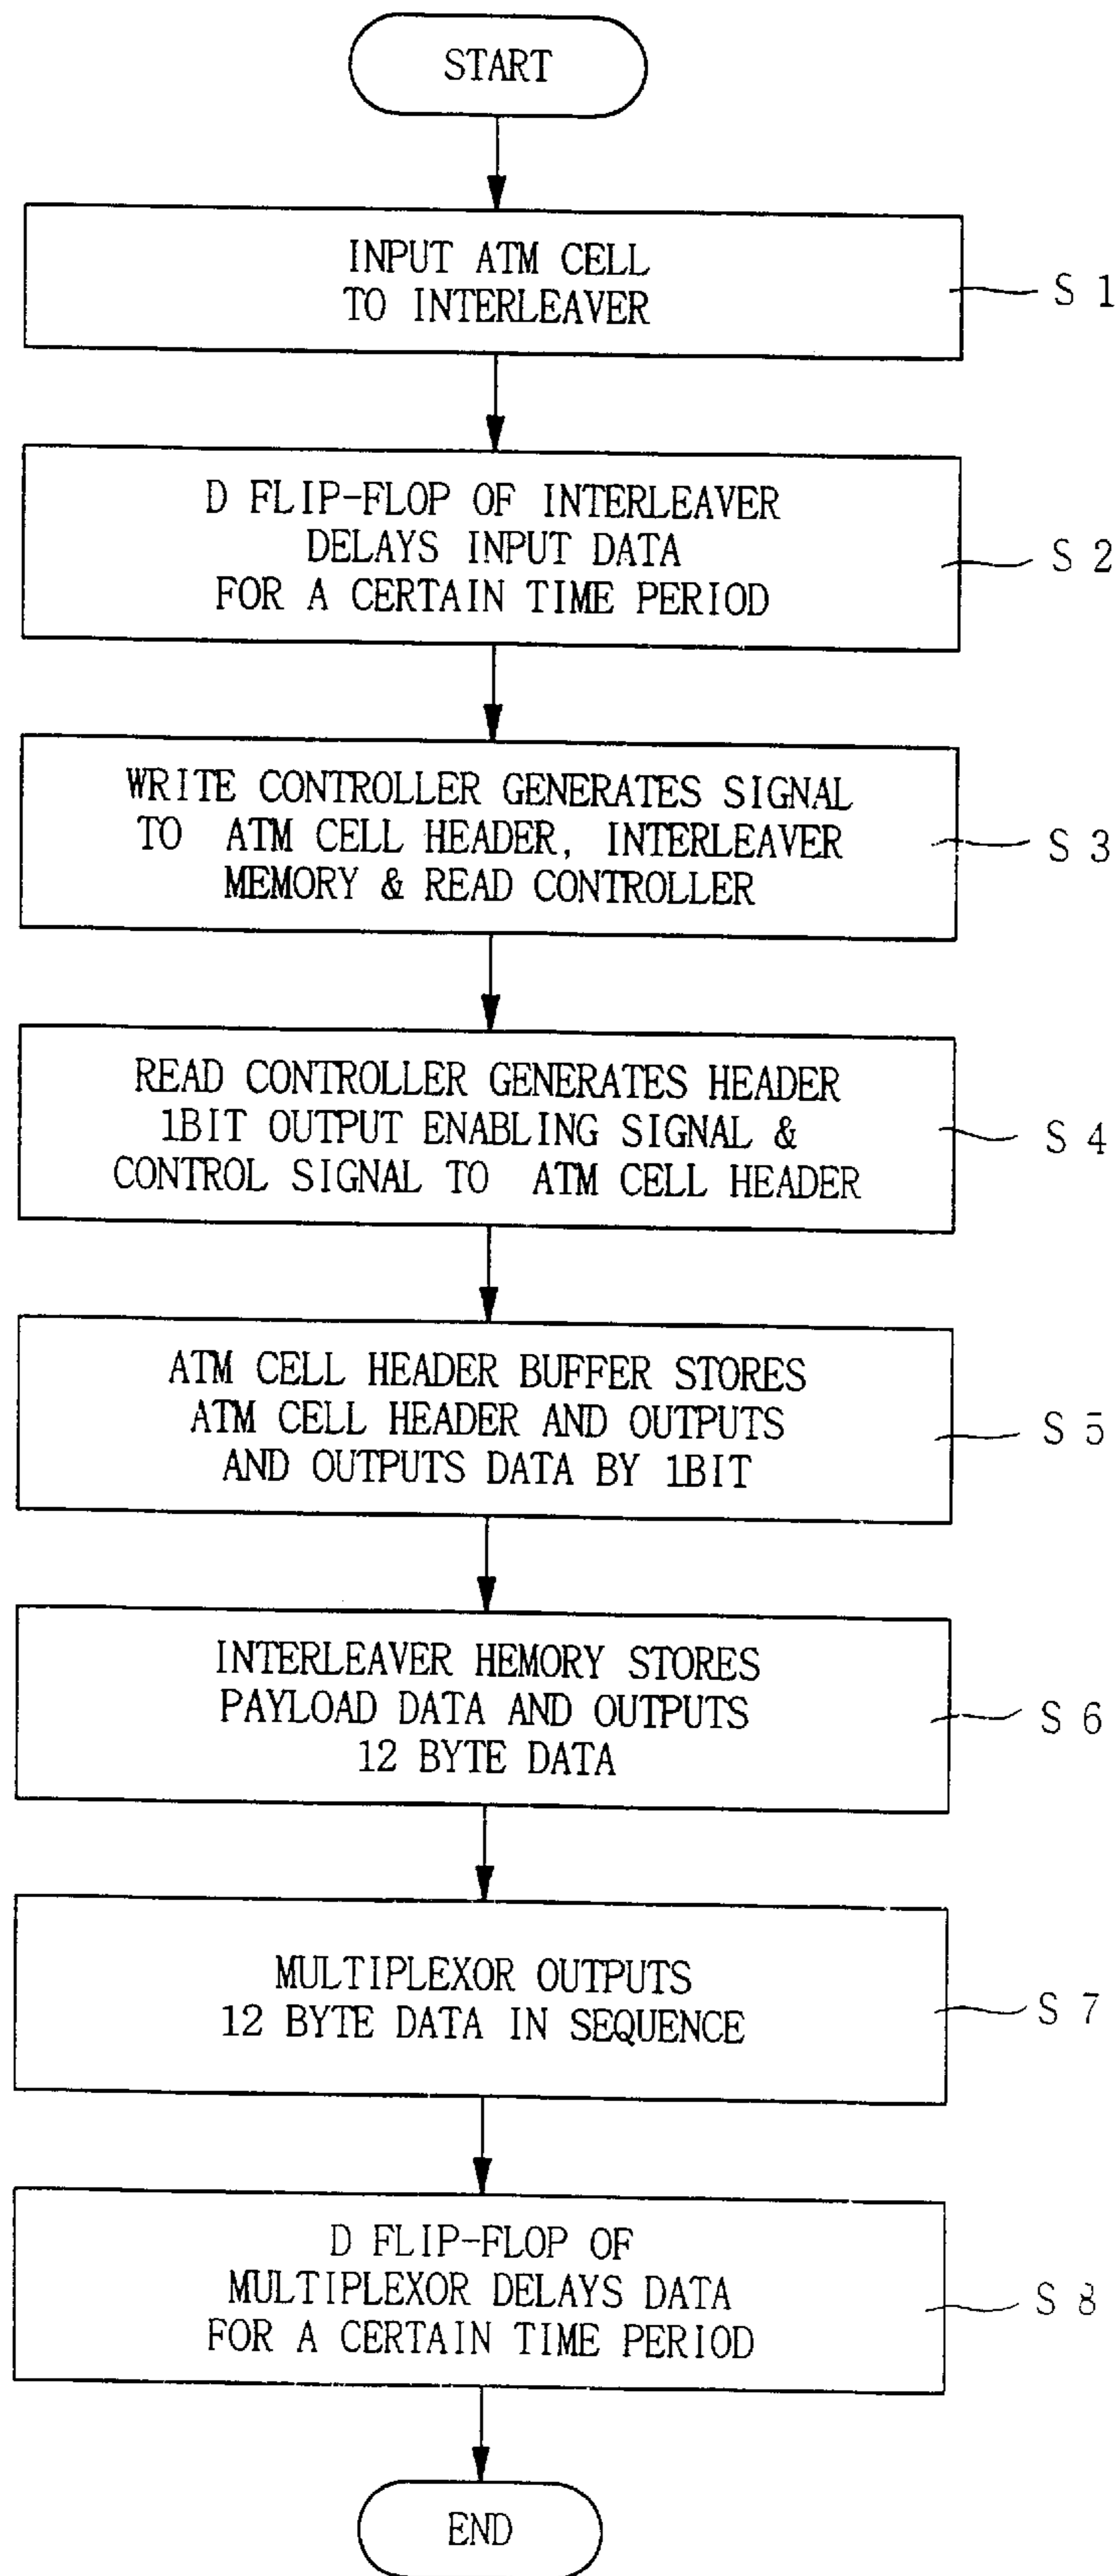 START
INPUT ATM CELL
TO INTERLEAVER
S 1
D FLIP-FLOP OF INTERLEAVER
DELAYS INPUT DATA
FOR A CERTAIN TIME PERIOD
S 2
WRITE CONTROLLER GENERATES SIGNAL
TO ATM CELL HEADER, INTERLEAVER
MEMORY & READ CONTROLLER
S 3
READ CONTROLLER GENERATES HEADER
1BIT OUTPUT ENABLING SIGNAL &
CONTROL SIGNAL TO ATM CELL HEADER
S 4
ATM CELL HEADER BUFFER STORES
ATM CELL HEADER AND OUTPUTS
AND OUTPUTS DATA BY 1BIT
S 5
INTERLEAVER HEMORY STORES
PAYLOAD DATA AND OUTPUTS
12 BYTE DATA
S 6
MULTIPLEXOR OUTPUTS
12 BYTE DATA IN SEQUENCE
S 7
D FLIP-FLOP OF
MULTIPLEXOR DELAYS DATA
FOR A CERTAIN TIME PERIOD
S 8
END